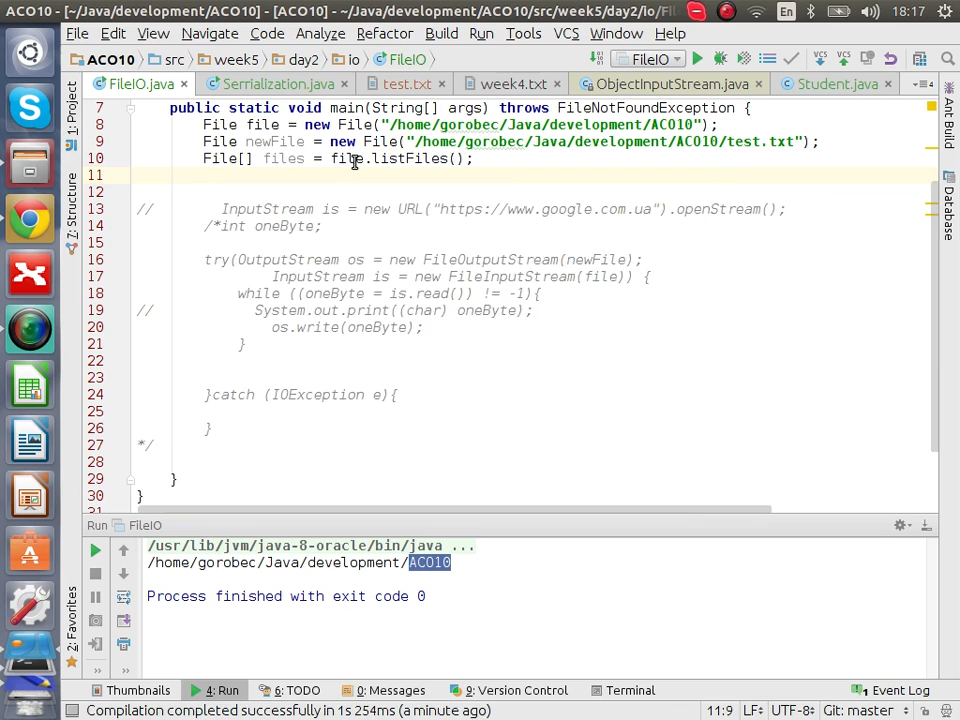 ACO10 - [~/Java/development/ACO10] - [ACO10] - ~/Java/development/ACO10/src/week5/day2/io/Fil En 18:17
File Edit View Navigate Code Analyze Refactor Build Run Tools VCS Window Help
ACO10 src week5 day2 io FileIO FileIO VCS VCS
FileIO.java Serrialization.java test.txt week4.txt ObjectInputStream.java Student.java
7 public static void main(String[] args) throws FileNotFoundException {
8 File file = new File("/home/gorobec/Java/development/ACO10");
9 File newFile = new File("/home/gorobec/Java/development/ACO10/test.txt");
10 File[] files = file.listFiles();
11
12
13 // InputStream is = new URL("https://www.google.com.ua").openStream();
14 /*int oneByte;
15
16 try(OutputStream os = new FileOutputStream(newFile);
17 InputStream is = new FileInputStream(file)) {
18 while ((oneByte = is.read()) != -1){
19 // System.out.print((char) oneByte);
20 os.write(oneByte);
21 }
22
23
24 }catch (IOException e){
25
26 }
27 */
28
29 }
30 }
1: Project
7: Structure
2: Favorites
Ant Build
Database
Run FileIO
/usr/lib/jvm/java-8-oracle/bin/java ...
/home/gorobec/Java/development/ACO10
Process finished with exit code 0
Thumbnails 4: Run 6: TODO 0: Messages 9: Version Control Terminal 1 Event Log
Compilation completed successfully in 1s 254ms (a minute ago) 11:9 LF UTF-8 Git: master